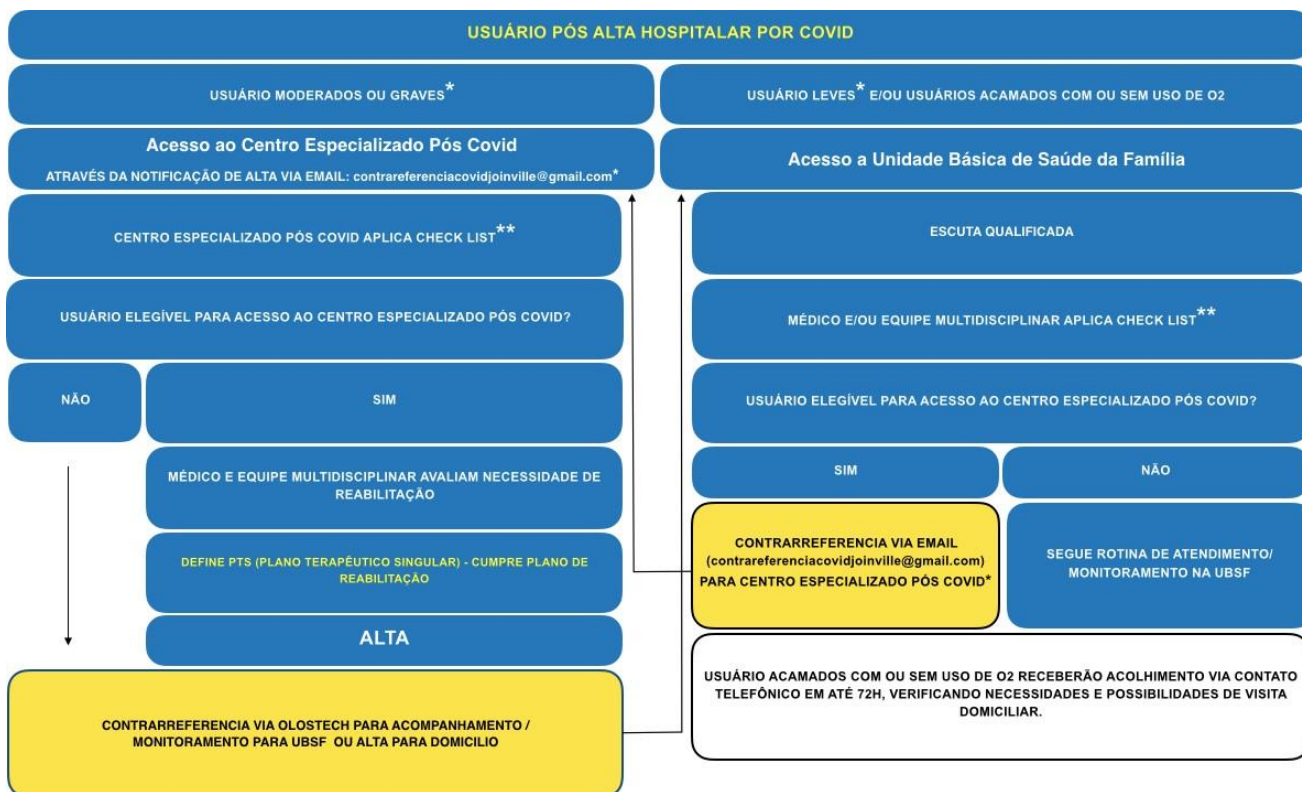 USUÁRIO PÓS ALTA HOSPITALAR POR COVID
USUÁRIO MODERADOS OU GRAVES*
Acesso ao Centro Especializado Pós Covid
ATRAVÉS DA NOTIFICAÇÃO DE ALTA VIA EMAIL: contrareferenciacovidjoinville@gmail.com*
CENTRO ESPECIALIZADO PÓS COVID APLICA CHECK LIST**
USUÁRIO ELEGÍVEL PARA ACESSO AO CENTRO ESPECIALIZADO PÓS COVID?
NÃO
SIM
MÉDICO E EQUIPE MULTIDISCIPLINAR AVALIAM NECESSIDADE DE
REABILITAÇÃO
DEFINE PTS (PLANO TERAPÊUTICO SINGULAR) - CUMPRE PLANO DE
REABILITAÇÃO
ALTA
CONTRARREFERENCIA VIA OLOSTECH PARA ACOMPANHAMENTO /
MONITORAMENTO PARA UBSF OU ALTA PARA DOMICILIO
USUÁRIO LEVES* E/OU USUÁRIOS ACAMADOS COM OU SEM USO DE O2
Acesso a Unidade Básica de Saúde da Família
ESCUTA QUALIFICADA
MÉDICO E/OU EQUIPE MULTIDISCIPLINAR APLICA CHECK LIST**
USUÁRIO ELEGÍVEL PARA ACESSO AO CENTRO ESPECIALIZADO PÓS COVID?
SIM
NÃO
CONTRARREFERENCIA VIA EMAIL
(contrareferenciacovidjoinville@gmail.com)
PARA CENTRO ESPECIALIZADO PÓS COVID*
SEGUE ROTINA DE ATENDIMENTO/
MONITORAMENTO NA UBSF
USUÁRIO ACAMADOS COM OU SEM USO DE O2 RECEBERÃO ACOLHIMENTO VIA CONTATO
TELEFÔNICO EM ATÉ 72H, VERIFICANDO NECESSIDADES E POSSIBILIDADES DE VISITA
DOMICILIAR.